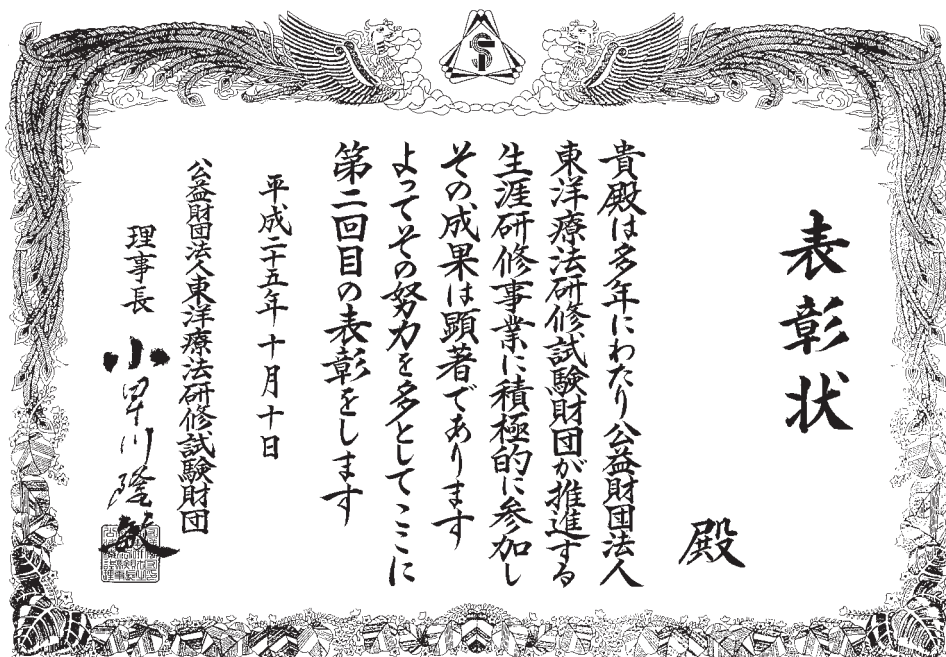 表彰状
殿
貴殿は多年にわたり公益財団法人
東洋療法研修試験財団が推進する
生涯研修事業に積極的に参加し
その成果は顕著であります
よってその努力を多としてここに
第二回目の表彰をします
平成二十五年十月十日
公益財団法人東洋療法研修試験財団
理事長 小川隆敏